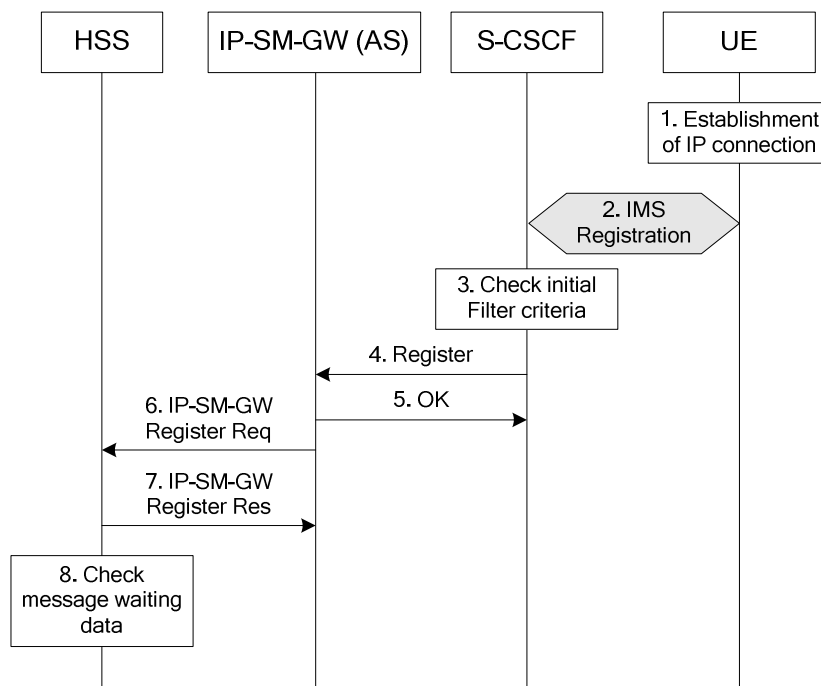 HSS
IP-SM-GW (AS)
S-CSCF
UE
1. Establishment
of IP connection
2. IMS
Registration
3. Check initial
Filter criteria
4. Register
5. OK
6. IP-SM-GW
Register Req
7. IP-SM-GW
Register Res
8. Check
message waiting
data